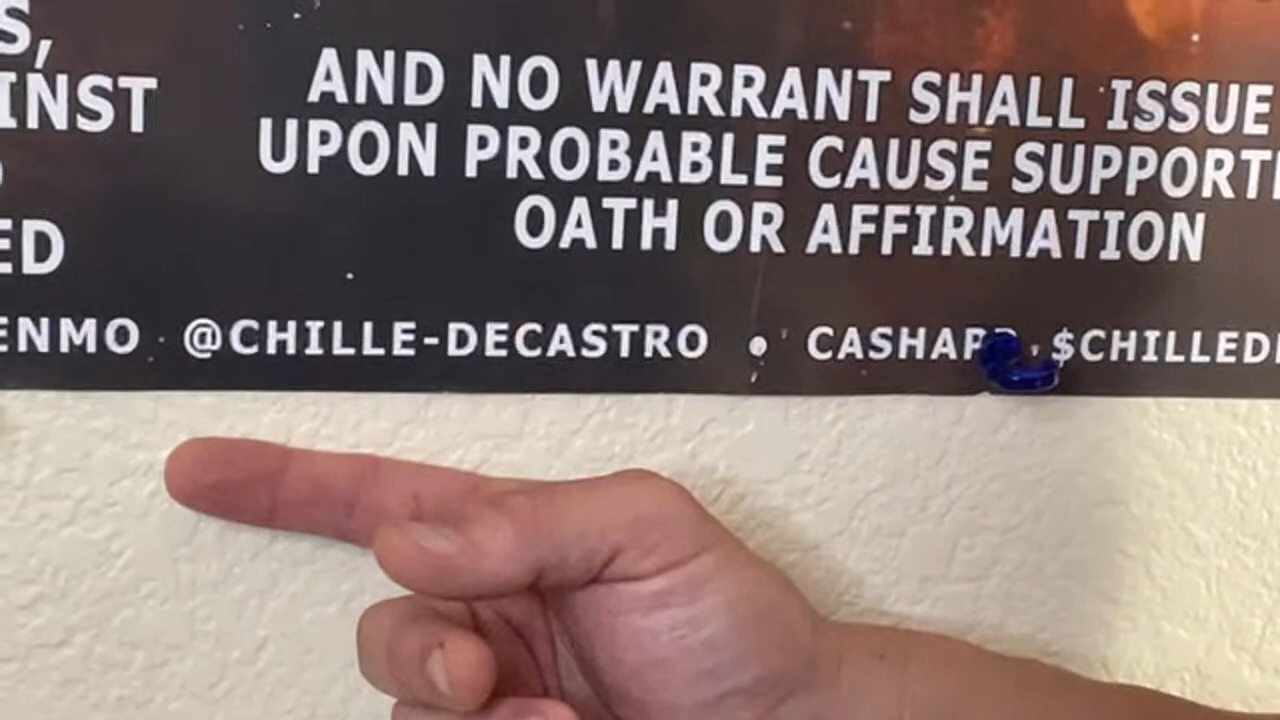 S,
INST
ED
AND NO WARRANT SHALL ISSUE
UPON PROBABLE CAUSE SUPPORT
OATH OR AFFIRMATION
ENMO @CHILLE-DECASTRO • CASHAPP $CHILLED